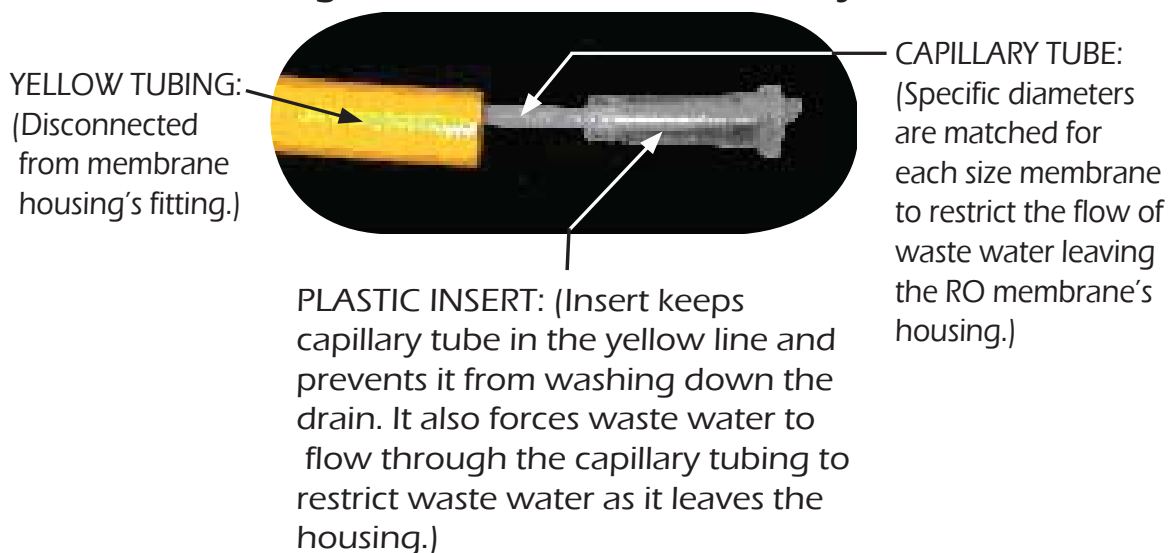 YELLOW TUBING:
(Disconnected
from membrane
housing's fitting.)
CAPILLARY TUBE:
(Specific diameters
are matched for
each size membrane
to restrict the flow of
waste water leaving
the RO membrane's
housing.)
PLASTIC INSERT: (Insert keeps
capillary tube in the yellow line and
prevents it from washing down the
drain. It also forces waste water to
flow through the capillary tubing to
restrict waste water as it leaves the
housing.)